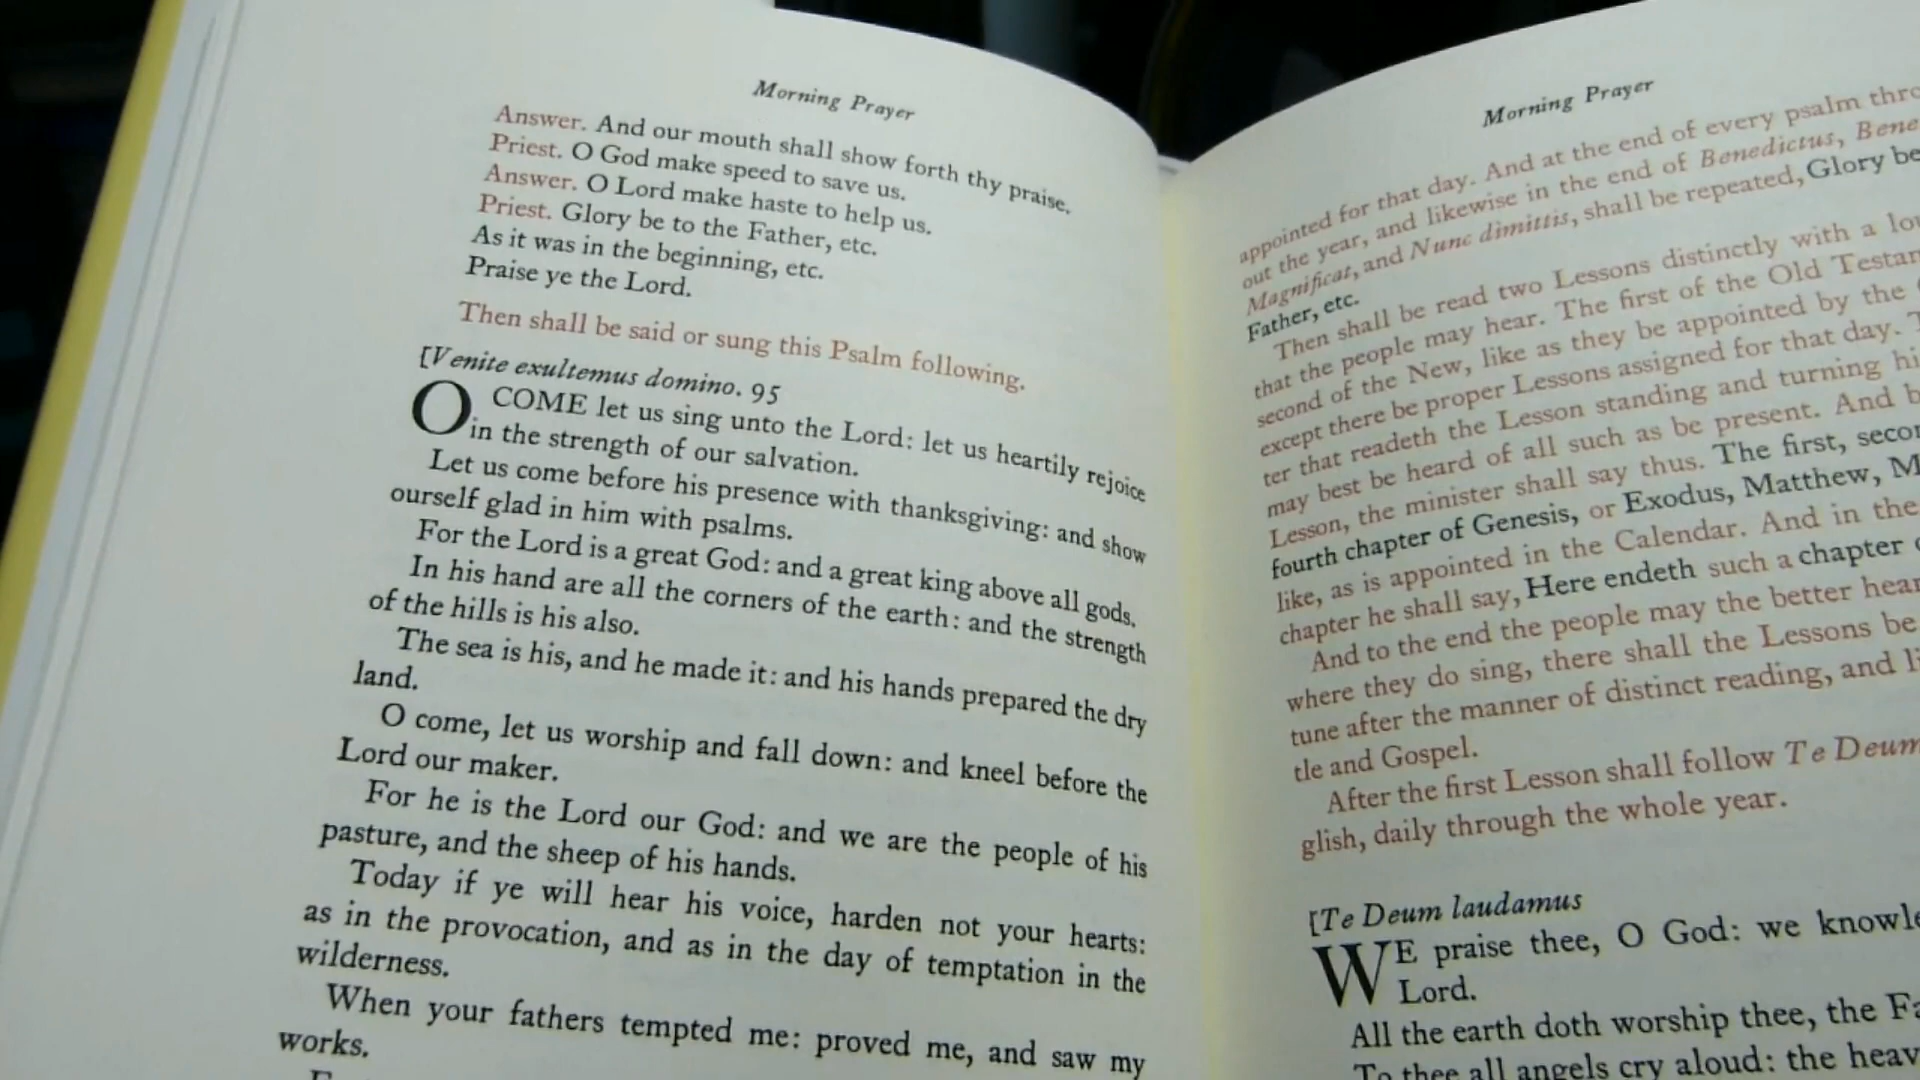 Morning Prayer
Answer. And our mouth shall show forth thy praise.
Priest. O God make speed to save us.
Answer. O Lord make haste to help us.
Priest. Glory be to the Father, etc.
As it was in the beginning, etc.
Praise ye the Lord.
Then shall be said or sung this Psalm following.
[Venite exultemus domino. 95
O COME let us sing unto the Lord: let us heartily rejoice
in the strength of our salvation.
Let us come before his presence with thanksgiving: and show
ourself glad in him with psalms.
For the Lord is a great God: and a great king above all gods.
In his hand are all the corners of the earth: and the strength
of the hills is his also.
The sea is his, and he made it: and his hands prepared the dry
land.
O come, let us worship and fall down: and kneel before the
Lord our maker.
For he is the Lord our God: and we are the people of his
pasture, and the sheep of his hands.
Today if ye will hear his voice, harden not your hearts:
as in the provocation, and as in the day of temptation in the
wilderness.
When your fathers tempted me: proved me, and saw my
works.
Morning Prayer
appointed for that day. And at the end of every psalm thro
out the year, and likewise in the end of Benedictus, Bene
Magnificat, and Nunc dimittis, shall be repeated, Glory be
Father, etc.
Then shall be read two Lessons distinctly with a lou
that the people may hear. The first of the Old Testam
second of the New, like as they be appointed by the
except there be proper Lessons assigned for that day. T
ter that readeth the Lesson standing and turning hi
may best be heard of all such as be present. And b
Lesson, the minister shall say thus. The first, secon
fourth chapter of Genesis, or Exodus, Matthew, M
like, as is appointed in the Calendar. And in the
chapter he shall say, Here endeth such a chapter
And to the end the people may the better hear
where they do sing, there shall the Lessons be
tune after the manner of distinct reading, and li
tle and Gospel.
After the first Lesson shall follow Te Deum
glish, daily through the whole year.
[Te Deum laudamus
WE praise thee, O God: we knowle
Lord.
All the earth doth worship thee, the Fa
To thee all angels cry aloud: the heav